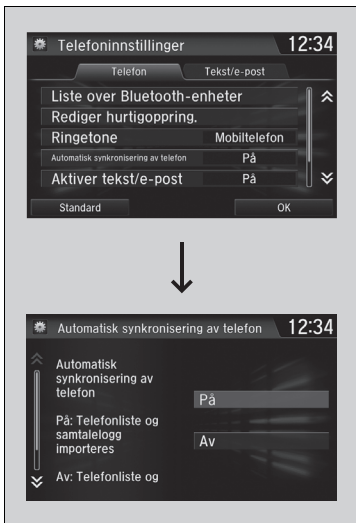 Telefoninnstillinger 12:34
Telefon Tekst/e-post
Liste over Bluetooth-enheter
Rediger hurtigoppring.
Ringetone Mobiltelefon
Automatisk synkronisering av telefon På
Aktiver tekst/e-post På
Standard OK
Automatisk synkronisering av telefon 12:34
Automatisk
synkronisering av
telefon
På: Telefonliste og
samtalelogg
importeres
Av: Telefonliste og
På
Av